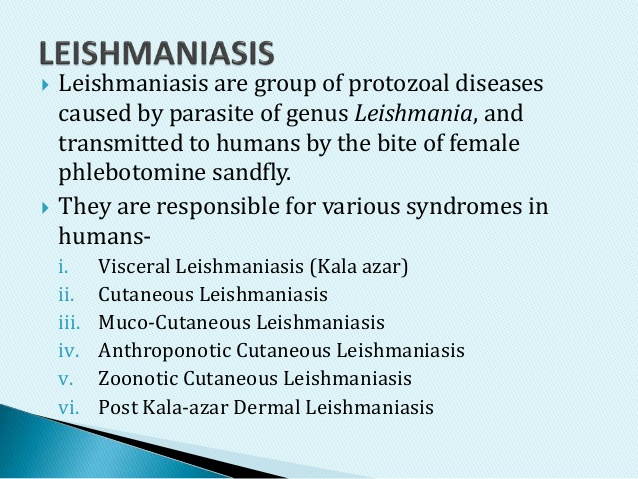 LEISHMANIASIS
Leishmaniasis are group of protozoal diseases
caused by parasite of genus Leishmania, and
transmitted to humans by the bite of female
phlebotomine sandfly.
They are responsible for various syndromes in
humans-
i. Visceral Leishmaniasis (Kala azar)
ii. Cutaneous Leishmaniasis
iii. Muco-Cutaneous Leishmaniasis
iv. Anthroponotic Cutaneous Leishmaniasis
v. Zoonotic Cutaneous Leishmaniasis
vi. Post Kala-azar Dermal Leishmaniasis